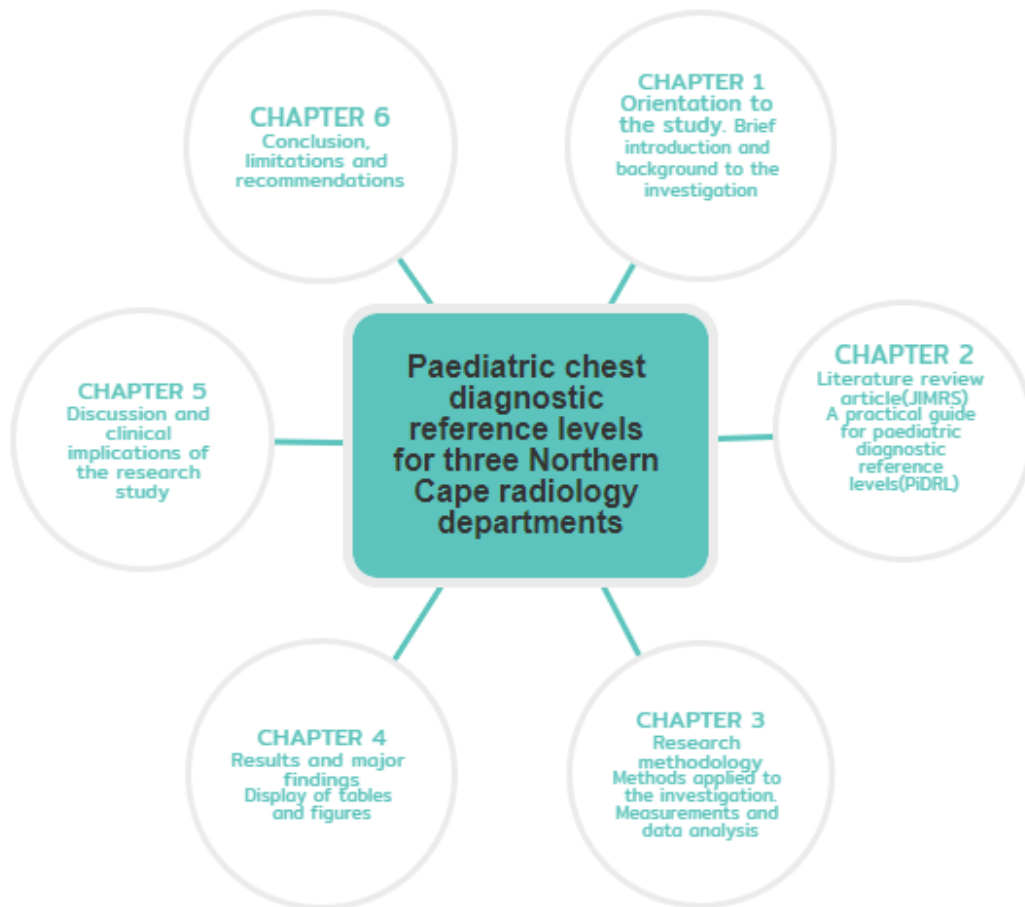 Paediatric chest
diagnostic
reference levels
for three Northern
Cape radiology
departments
CHAPTER 1
Orientation to
the study. Brief
introduction and
background to the
investigation
CHAPTER 2
Literature review
article(JIMRS)
A practical guide
for paediatric
diagnostic
reference
levels(PiDRL)
CHAPTER 3
Research
methodology
Methods applied to
the investigation.
Measurements and
data analysis
CHAPTER 4
Results and major
findings
Display of tables
and figures
CHAPTER 5
Discussion and
clinical
implications of
the research
study
CHAPTER 6
Conclusion,
limitations and
recommendations